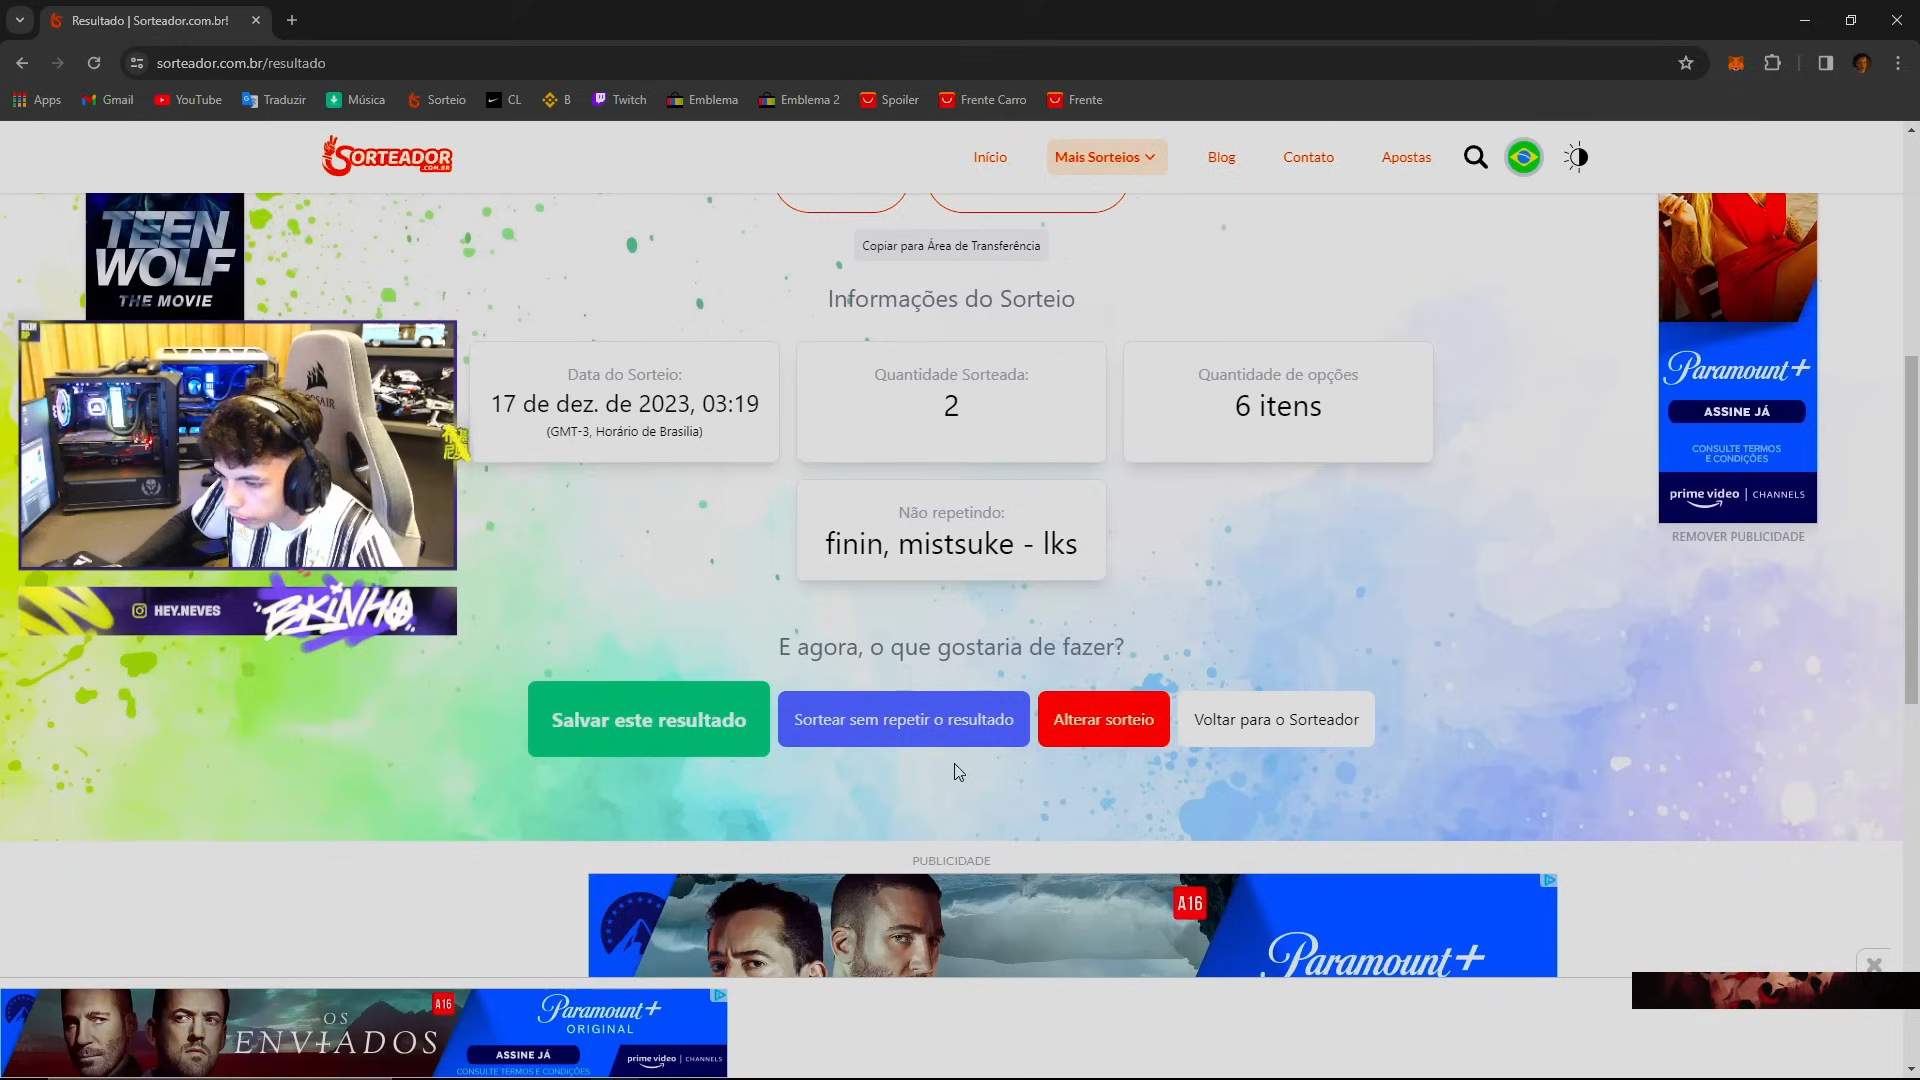 Resultado | Sorteador.com.br!
sorteador.com.br/resultado
Apps
Gmail
YouTube
Traduzir
Música
Sorteio
CL
B
Twitch
Emblema
Emblema 2
Spoiler
Frente Carro
Frente
SORTEADOR
.COM.BR
Início
Mais Sorteios
Blog
Contato
Apostas
TEEN
WOLF
THE MOVIE
Copiar para Área de Transferência
Informações do Sorteio
Data do Sorteio:
17 de dez. de 2023, 03:19
(GMT-3, Horário de Brasilia)
Quantidade Sorteada:
2
Quantidade de opções
6 itens
Não repetindo:
finin, mistsuke - lks
CORSAIR
HEY.NEVES
BKINHO
Paramount+
ASSINE JÁ
CONSULTE TERMOS
E CONDIÇÕES
prime video | CHANNELS
REMOVER PUBLICIDADE
E agora, o que gostaria de fazer?
Salvar este resultado
Sortear sem repetir o resultado
Alterar sorteio
Voltar para o Sorteador
PUBLICIDADE
A16
Paramount+
OS
ENVIADOS
A16
Paramount+
ORIGINAL
ASSINE JÁ
CONSULTE TERMOS E CONDIÇÕES
prime video | CHANNELS